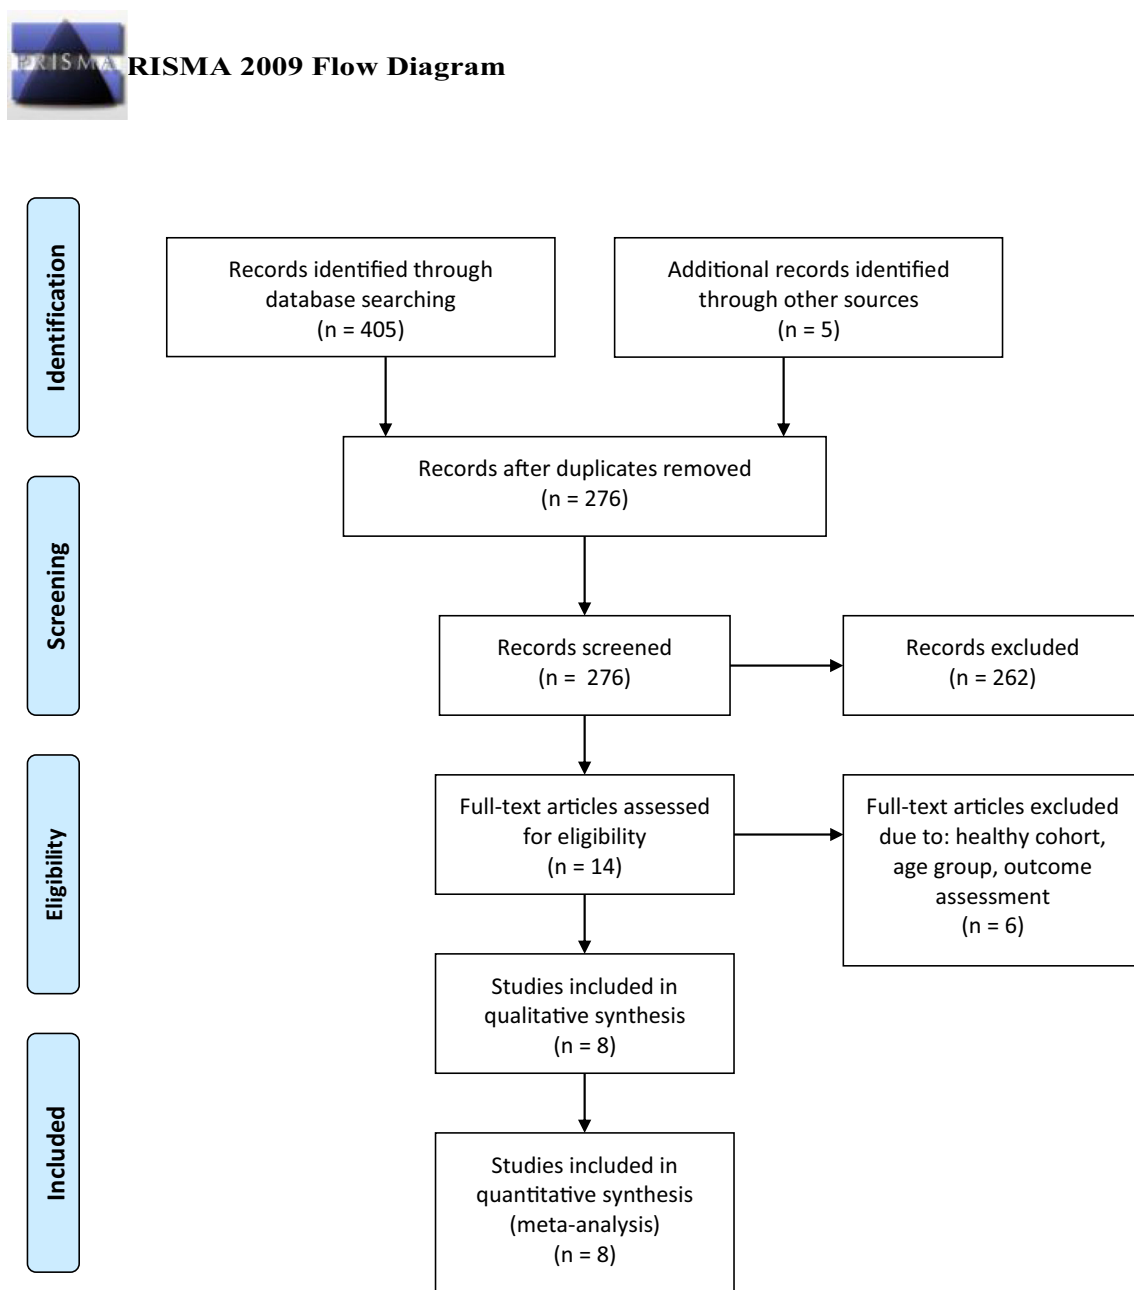 PRISMA
RISMA 2009 Flow Diagram
Identification
Records identified through
database searching
(n = 405)
Additional records identified
through other sources
(n = 5)
Records after duplicates removed
(n = 276)
Screening
Records screened
(n =  276)
Records excluded
(n = 262)
Eligibility
Full-text articles assessed
for eligibility
(n = 14)
Full-text articles excluded
due to: healthy cohort,
age group, outcome
assessment
(n = 6)
Studies included in
qualitative synthesis
(n = 8)
Included
Studies included in
quantitative synthesis
(meta-analysis)
(n = 8)